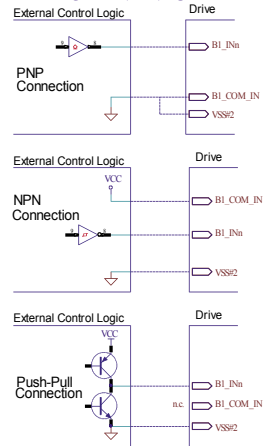 External Control Logic
Drive
B1_INn
PNP
Connection
B1_COM_IN
VSS#2
External Control Logic
Drive
VCC
NPN
Connection
B1_COM_IN
B1_INn
VSS#2
External Control Logic
Drive
VCC
Push-Pull
Connection
B1_INn
n.c.
B1_COM_IN
VSS#2